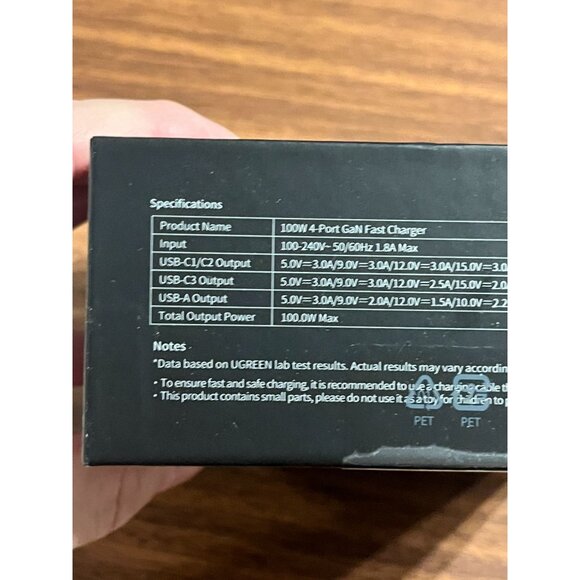 Specifications
Product Name 100W 4-Port GaN Fast Charger
Input 100-240V~ 50/60Hz 1.8A Max
USB-C1/C2 Output 5.0V⎓3.0A/9.0V⎓3.0A/12.0V⎓3.0A/15.0V⎓3.0
USB-C3 Output 5.0V⎓3.0A/9.0V⎓3.0A/12.0V⎓2.5A/15.0V⎓2.0
USB-A Output 5.0V⎓3.0A/9.0V⎓2.0A/12.0V⎓1.5A/10.0V⎓2.2
Total Output Power 100.0W Max
Notes
*Data based on UGREEN lab test results. Actual results may vary accordin
• To ensure fast and safe charging, it is recommended to use a charging cable th
• This product contains small parts, please do not use it as a toy for children to p
PET PET